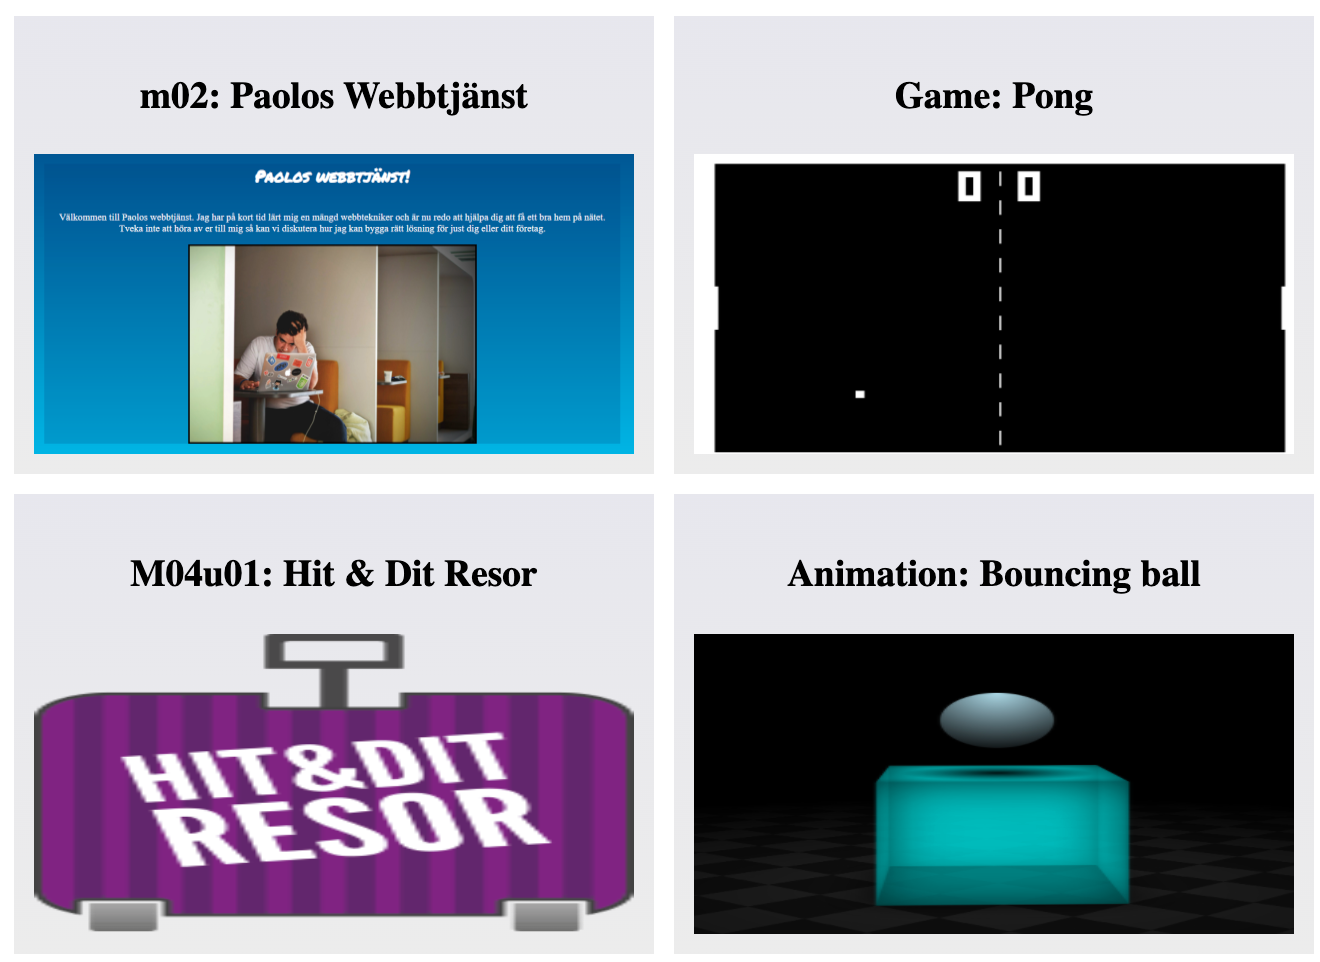 m02: Paolos Webbtjänst
Paolos webbtjänst!
Välkommen till Paolos webbtjänst. Jag har på kort tid lärt mig en mängd webbtekniker och är nu redo att hjälpa dig att få ett bra hem på nätet.
Tveka inte att höra av er till mig så kan vi diskutera hur jag kan bygga rätt lösning för just dig eller ditt företag.
Game: Pong
0 0
M04u01: Hit & Dit Resor
HIT&DIT
RESOR
Animation: Bouncing ball